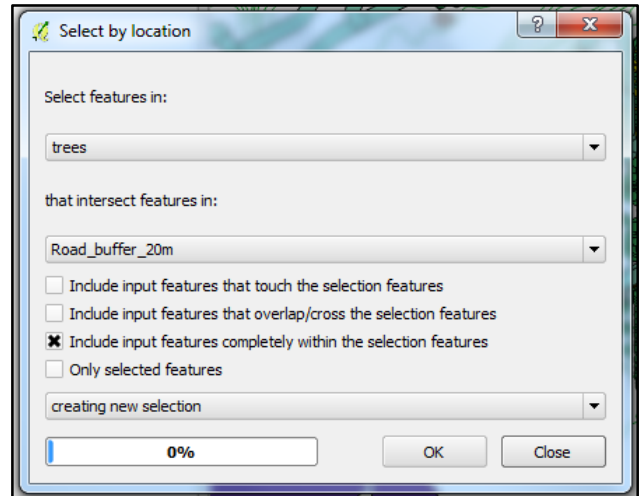 Select by location
Select features in:
trees
that intersect features in:
Road_buffer_20m
Include input features that touch the selection features
Include input features that overlap/cross the selection features
Include input features completely within the selection features
Only selected features
creating new selection
0%
OK
Close